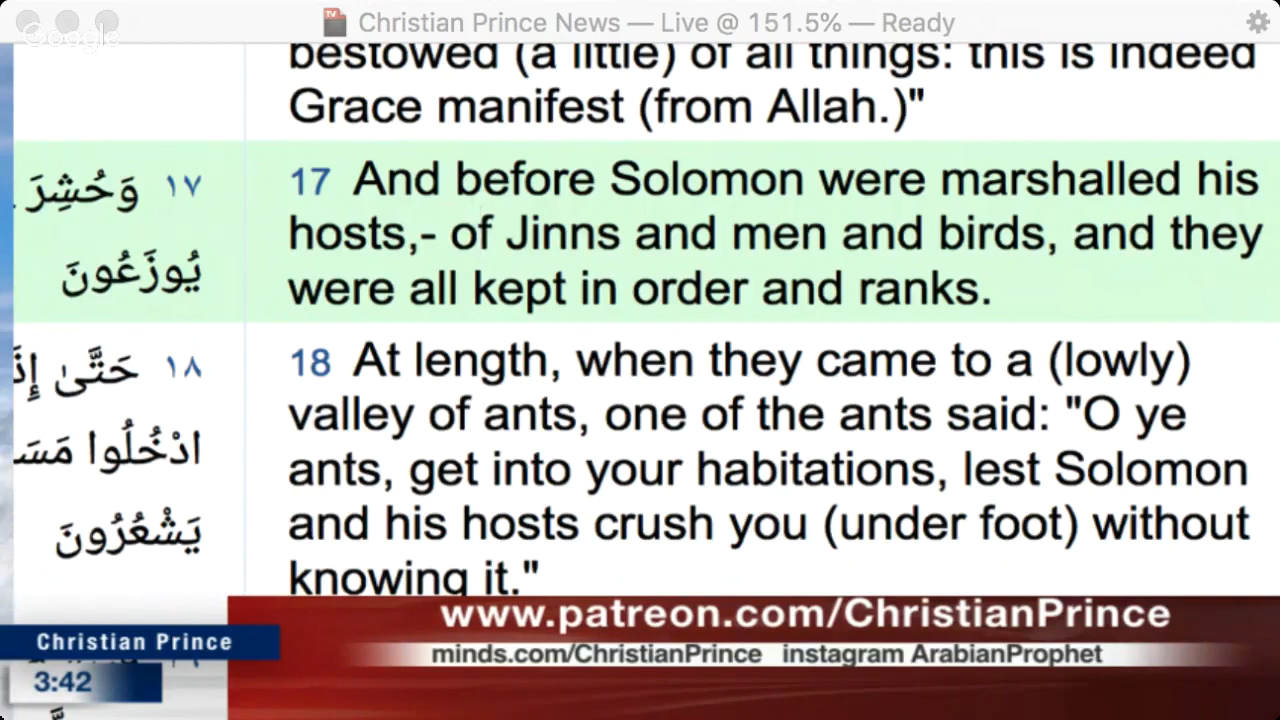 Christian Prince News — Live @ 151.5% — Ready
Google
bestowed (a little) of all things: this is indeed
Grace manifest (from Allah.)"
17 And before Solomon were marshalled his
hosts,- of Jinns and men and birds, and they
were all kept in order and ranks.
١٧ وَحُشِرَ
يُوزَعُونَ
18 At length, when they came to a (lowly)
valley of ants, one of the ants said: "O ye
ants, get into your habitations, lest Solomon
and his hosts crush you (under foot) without
knowing it."
١٨ حَتَّىٰ
ادْخُلُوا
يَشْعُرُونَ
www.patreon.com/ChristianPrince
minds.com/ChristianPrince instagram ArabianProphet
Christian Prince
3:42